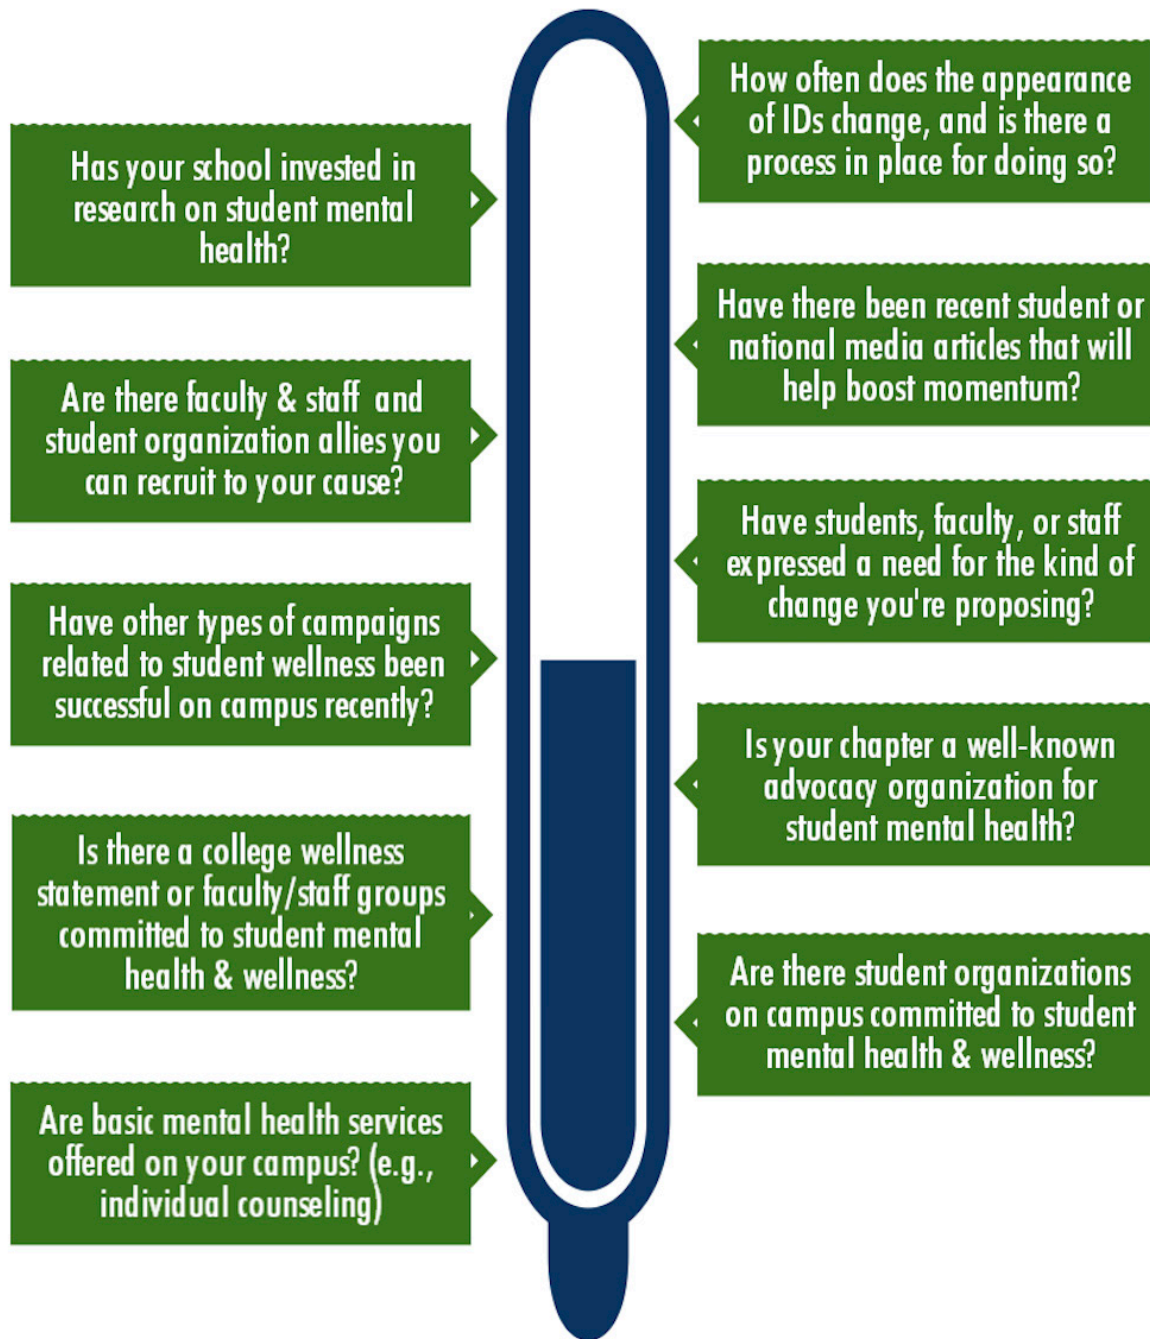 How often does the appearance
of IDs change, and is there a
process in place for doing so?
Has your school invested in
research on student mental
health?
Have there been recent student or
national media articles that will
help boost momentum?
Are there faculty & staff and
student organization allies you
can recruit to your cause?
Have students, faculty, or staff
expressed a need for the kind of
change you're proposing?
Have other types of campaigns
related to student wellness been
successful on campus recently?
Is your chapter a well-known
advocacy organization for
student mental health?
Is there a college wellness
statement or faculty/staff groups
committed to student mental
health & wellness?
Are there student organizations
on campus committed to student
mental health & wellness?
Are basic mental health services
offered on your campus? (e.g.,
individual counseling)